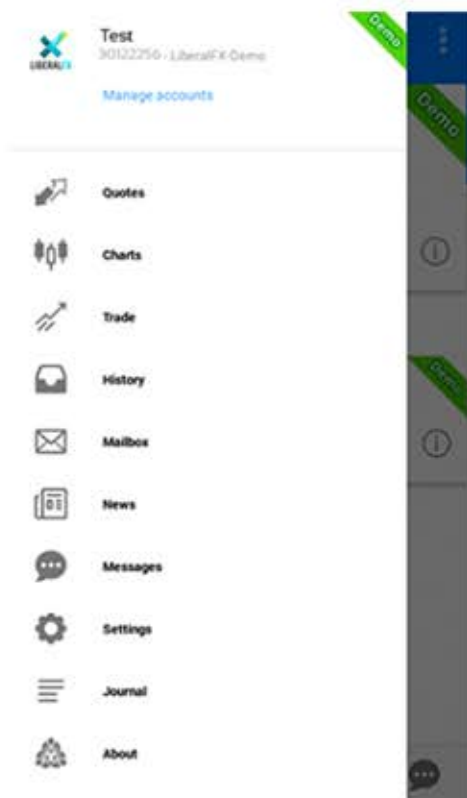 Test
Demo
30122256 - LiberalFX-Demo
LIBERALFX
Manage accounts
Demo
Quotes
Charts
Trade
History
Demo
Mailbox
News
Messages
Settings
Journal
About